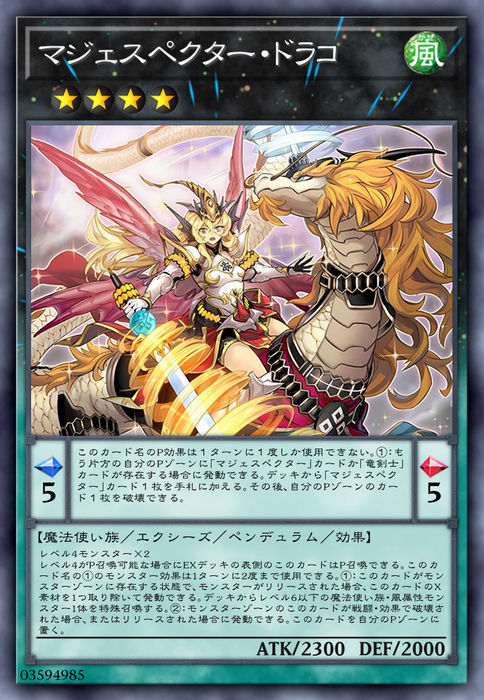 マジェスペクター・ドラコ
かぜ
風
このカード名のP効果は1ターンに1度しか使用できない。①:も
う片方の自分のPゾーンに「マジェスペクター」カードか「竜剣士」
カードが存在する場合に発動できる。デッキから「マジェスペク
ター」カード1枚を手札に加える。その後、自分のPゾーンのカー
ド1枚を破壊できる。
5
5
【魔法使い族/エクシーズ/ペンデュラム/効果】
レベル4モンスター×2
レベル4がP召喚可能な場合にEXデッキの表側のこのカードはP召喚できる。このカ
ード名の①のモンスター効果は1ターンに2度まで使用できる。①:このカードがモン
スターゾーンに存在する状態で、モンスターがリリースされた場合、このカードのX
素材を1つ取り除いて発動できる。デッキからレベル6以下の魔法使い族・風属性モン
スター1体を特殊召喚する。②:モンスターゾーンのこのカードが戦闘・効果で破壊さ
れた場合、またはリリースされた場合に発動できる。このカードを自分のPゾーンに
置く。
ATK/2300 DEF/2000
03594985